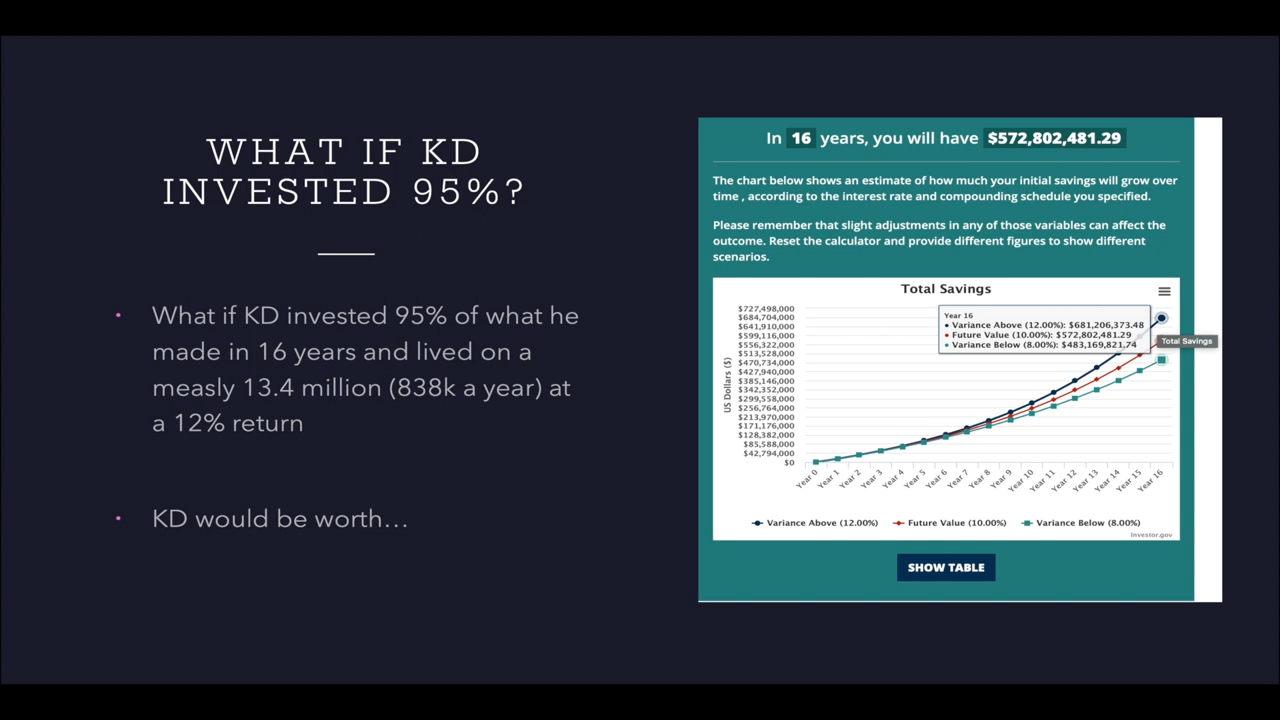 WHAT IF KD
INVESTED 95%?
• What if KD invested 95% of what he
made in 16 years and lived on a
measly 13.4 million (838k a year) at
a 12% return
• KD would be worth…
In 16 years, you will have $572,802,481.29
The chart below shows an estimate of how much your initial savings will grow over
time , according to the interest rate and compounding schedule you specified.
Please remember that slight adjustments in any of those variables can affect the
outcome. Reset the calculator and provide different figures to show different
scenarios.
Total Savings
US Dollars ($)
$727,498,000
$684,704,000
$641,910,000
$599,116,000
$556,322,000
$513,528,000
$470,734,000
$427,940,000
$385,146,000
$342,352,000
$299,558,000
$256,764,000
$213,970,000
$171,176,000
$128,382,000
$85,588,000
$42,794,000
$0
Year 16
• Variance Above (12.00%): $681,206,373.48
• Future Value (10.00%): $572,802,481.29
• Variance Below (8.00%): $483,169,821.74
Total Savings
Year 0
Year 1
Year 2
Year 3
Year 4
Year 5
Year 6
Year 7
Year 8
Year 9
Year 10
Year 11
Year 12
Year 13
Year 14
Year 15
Year 16
Variance Above (12.00%) Future Value (10.00%) Variance Below (8.00%)
Investor.gov
SHOW TABLE